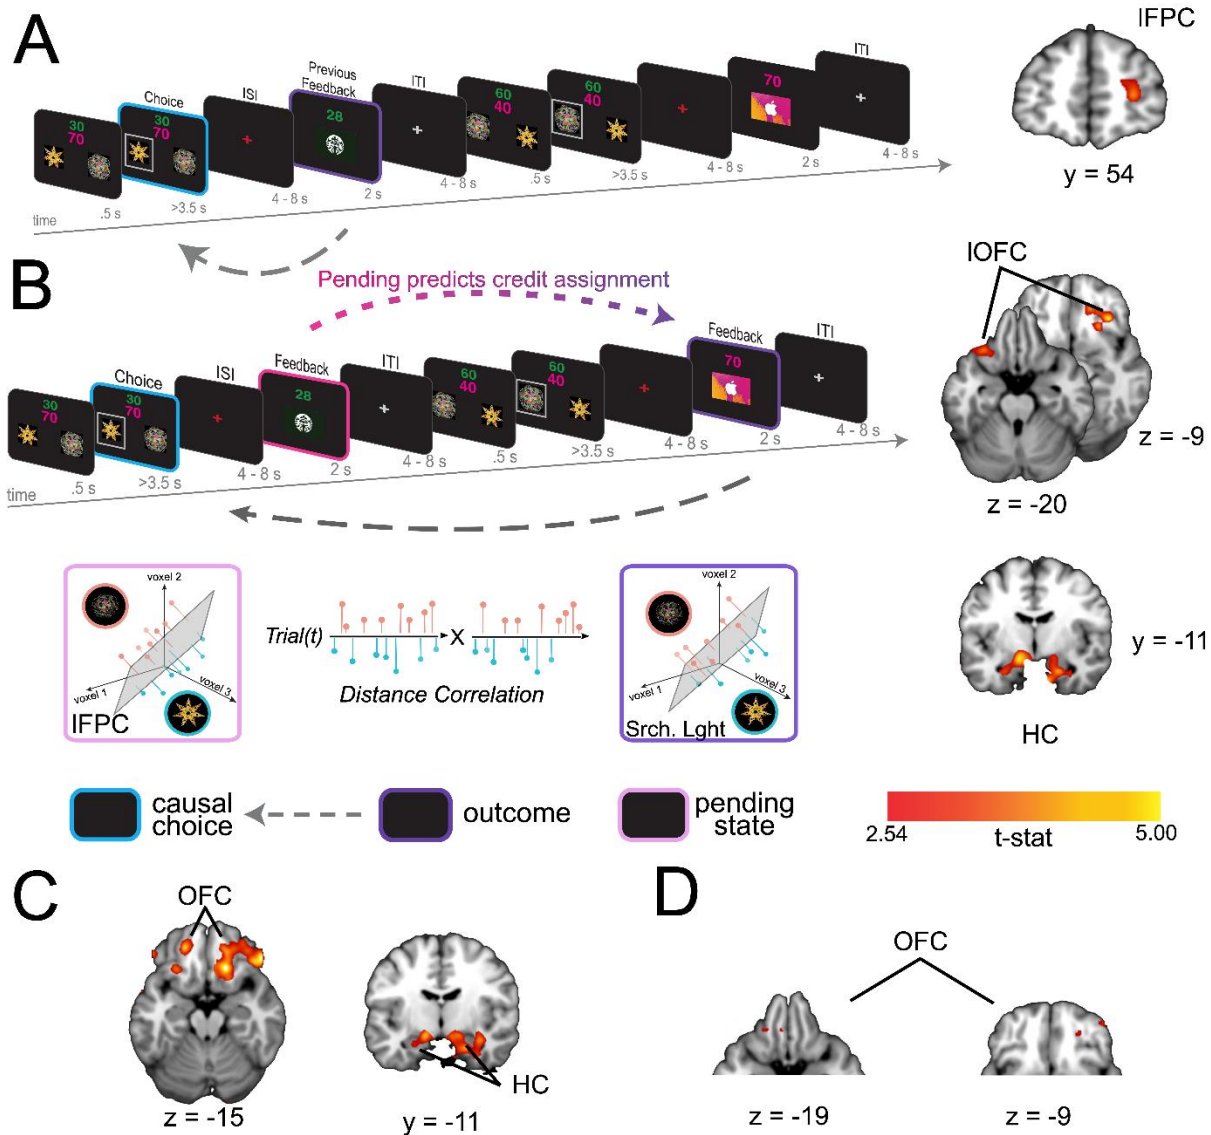 A
lFPC
Choice
ISI
Previous
Feedback
ITI
ITI
30
70
30
70
+
28
+
60
40
60
40
+
70
+
.5 s
>3.5 s
4 - 8 s
2 s
4 - 8 s
.5 s
>3.5 s
4 - 8 s
2 s
4 - 8 s
time
y = 54
B
Pending predicts credit assignment
lOFC
Choice
ISI
Feedback
ITI
Feedback
ITI
30
70
30
70
+
28
+
60
40
60
40
+
70
+
.5 s
>3.5 s
4 - 8 s
2 s
4 - 8 s
.5 s
>3.5 s
4 - 8 s
2 s
4 - 8 s
time
z = -9
z = -20
voxel 2
voxel 1
voxel 3
lFPC
Trial(t)
X
Distance Correlation
voxel 2
voxel 1
voxel 3
Srch. Lght
y = -11
HC
causal
choice
outcome
pending
state
2.54
t-stat
5.00
C
OFC
HC
z = -15
y = -11
D
OFC
z = -19
z = -9